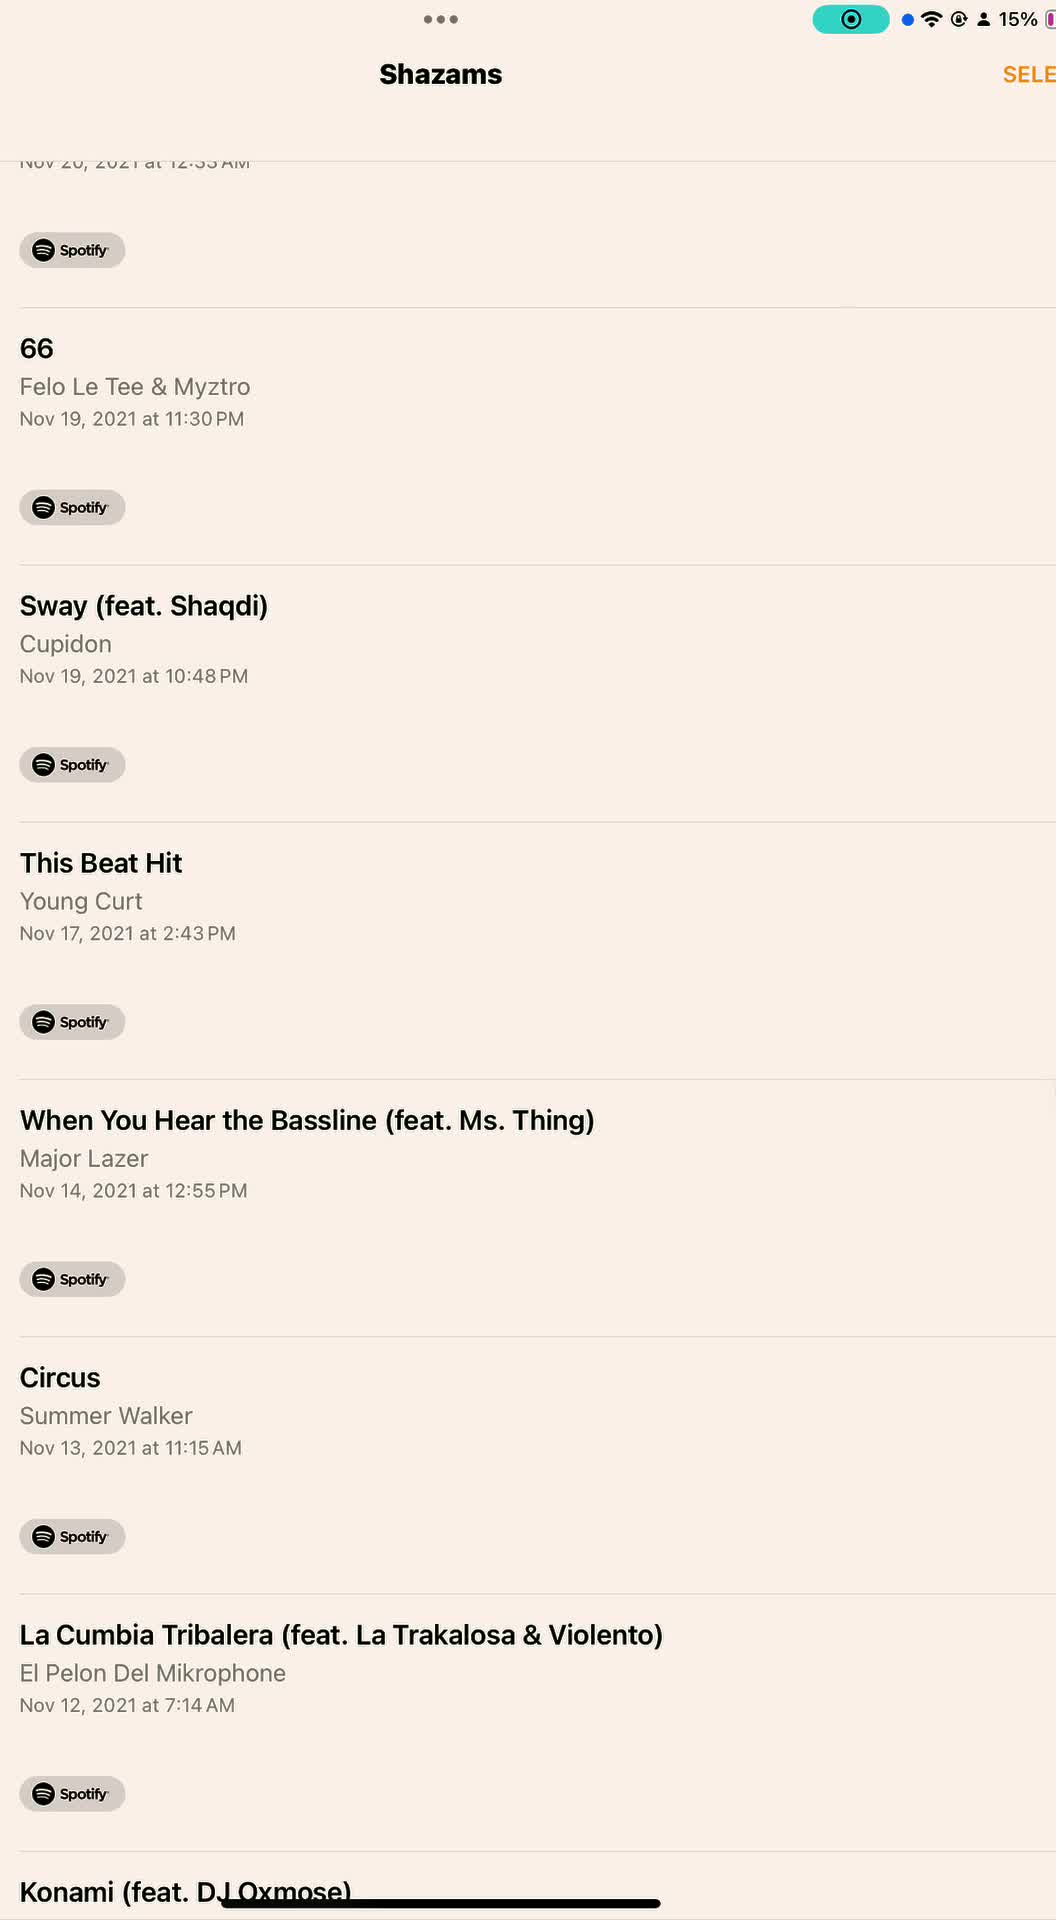 15%
Shazams
SELE
Nov 20, 2021 at 12:33 AM
Spotify
66
Felo Le Tee & Myztro
Nov 19, 2021 at 11:30 PM
Spotify
Sway (feat. Shaqdi)
Cupidon
Nov 19, 2021 at 10:48 PM
Spotify
This Beat Hit
Young Curt
Nov 17, 2021 at 2:43 PM
Spotify
When You Hear the Bassline (feat. Ms. Thing)
Major Lazer
Nov 14, 2021 at 12:55 PM
Spotify
Circus
Summer Walker
Nov 13, 2021 at 11:15 AM
Spotify
La Cumbia Tribalera (feat. La Trakalosa & Violento)
El Pelon Del Mikrophone
Nov 12, 2021 at 7:14 AM
Spotify
Konami (feat. DJ Oxmose)